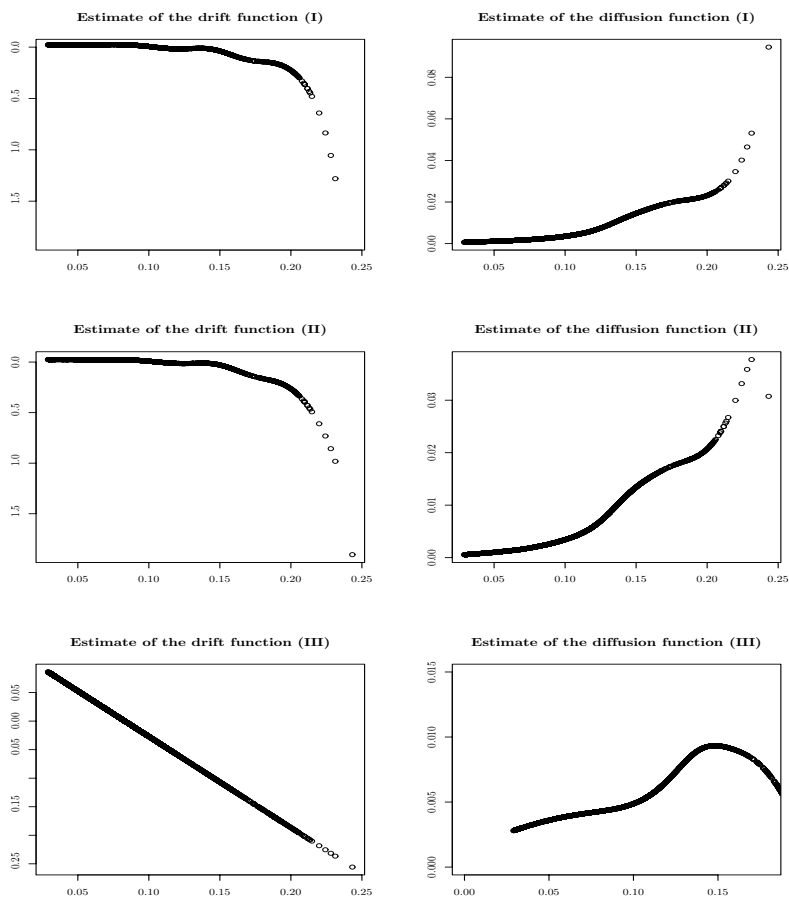 Estimate of the drift function (I)
0.0
0.5
1.0
1.5
0.05 0.10 0.15 0.20 0.25
Estimate of the diffusion function (I)
0.08
0.06
0.04
0.02
0.00
0.05 0.10 0.15 0.20 0.25
Estimate of the drift function (II)
0.0
0.5
1.0
1.5
0.05 0.10 0.15 0.20 0.25
Estimate of the diffusion function (II)
0.03
0.02
0.01
0.00
0.05 0.10 0.15 0.20 0.25
Estimate of the drift function (III)
0.05
0.00
0.05
0.15
0.25
0.05 0.10 0.15 0.20 0.25
Estimate of the diffusion function (III)
0.015
0.010
0.005
0.000
0.00 0.05 0.10 0.15